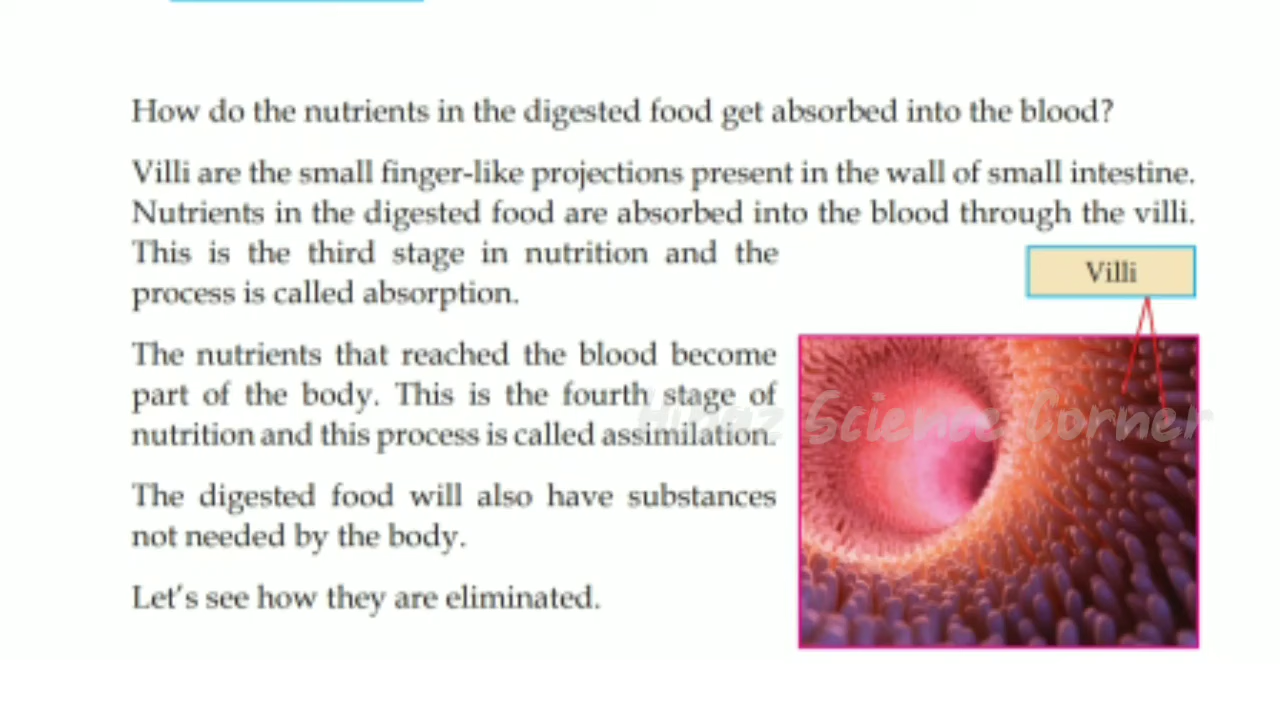 How do the nutrients in the digested food get absorbed into the blood?
Villi are the small finger-like projections present in the wall of small intestine.
Nutrients in the digested food are absorbed into the blood through the villi.
This is the third stage in nutrition and the
process is called absorption.
Villi
The nutrients that reached the blood become
part of the body. This is the fourth stage of
nutrition and this process is called assimilation.
The digested food will also have substances
not needed by the body.
Let's see how they are eliminated.
Science Corner